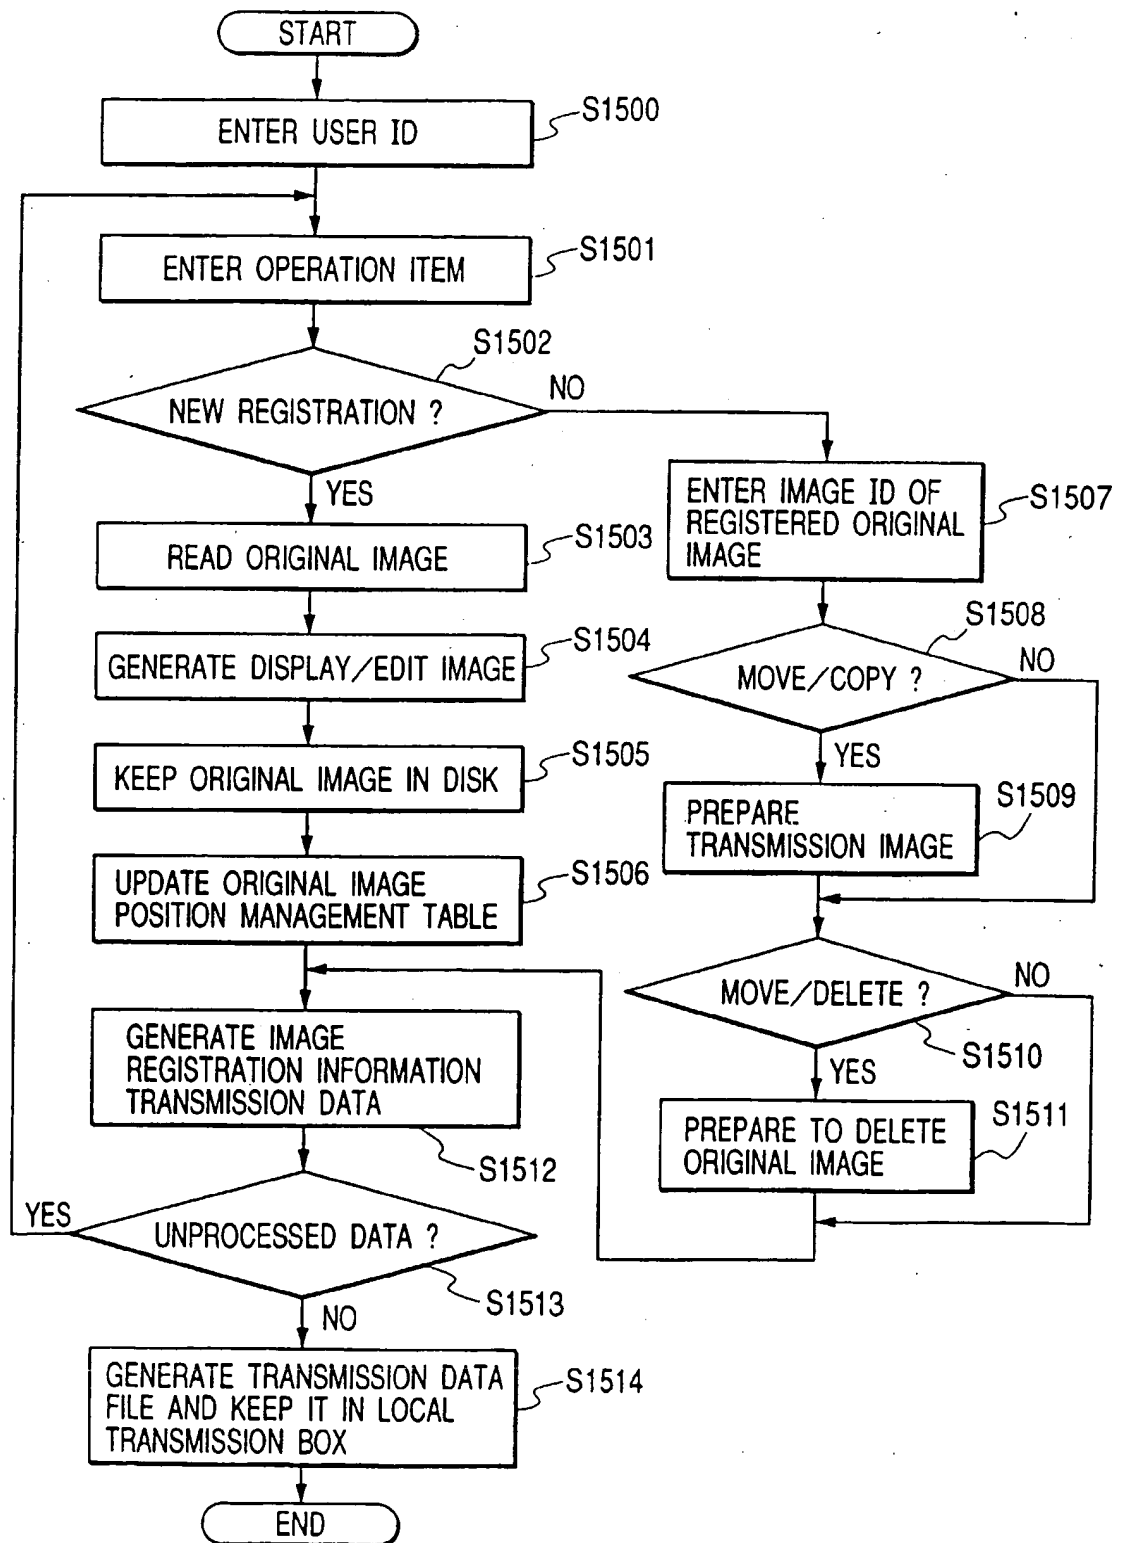 START
ENTER USER ID
S1500
ENTER OPERATION ITEM
S1501
S1502
NEW REGISTRATION ?
NO
YES
READ ORIGINAL IMAGE
S1503
GENERATE DISPLAY/EDIT IMAGE
S1504
KEEP ORIGINAL IMAGE IN DISK
S1505
UPDATE ORIGINAL IMAGE
POSITION MANAGEMENT TABLE
S1506
ENTER IMAGE ID OF
REGISTERED ORIGINAL
IMAGE
S1507
S1508
MOVE/COPY ?
NO
YES
S1509
PREPARE
TRANSMISSION IMAGE
MOVE/DELETE ?
NO
S1510
YES
S1511
PREPARE TO DELETE
ORIGINAL IMAGE
GENERATE IMAGE
REGISTRATION INFORMATION
TRANSMISSION DATA
S1512
YES
UNPROCESSED DATA ?
S1513
NO
GENERATE TRANSMISSION DATA
FILE AND KEEP IT IN LOCAL
TRANSMISSION BOX
S1514
END